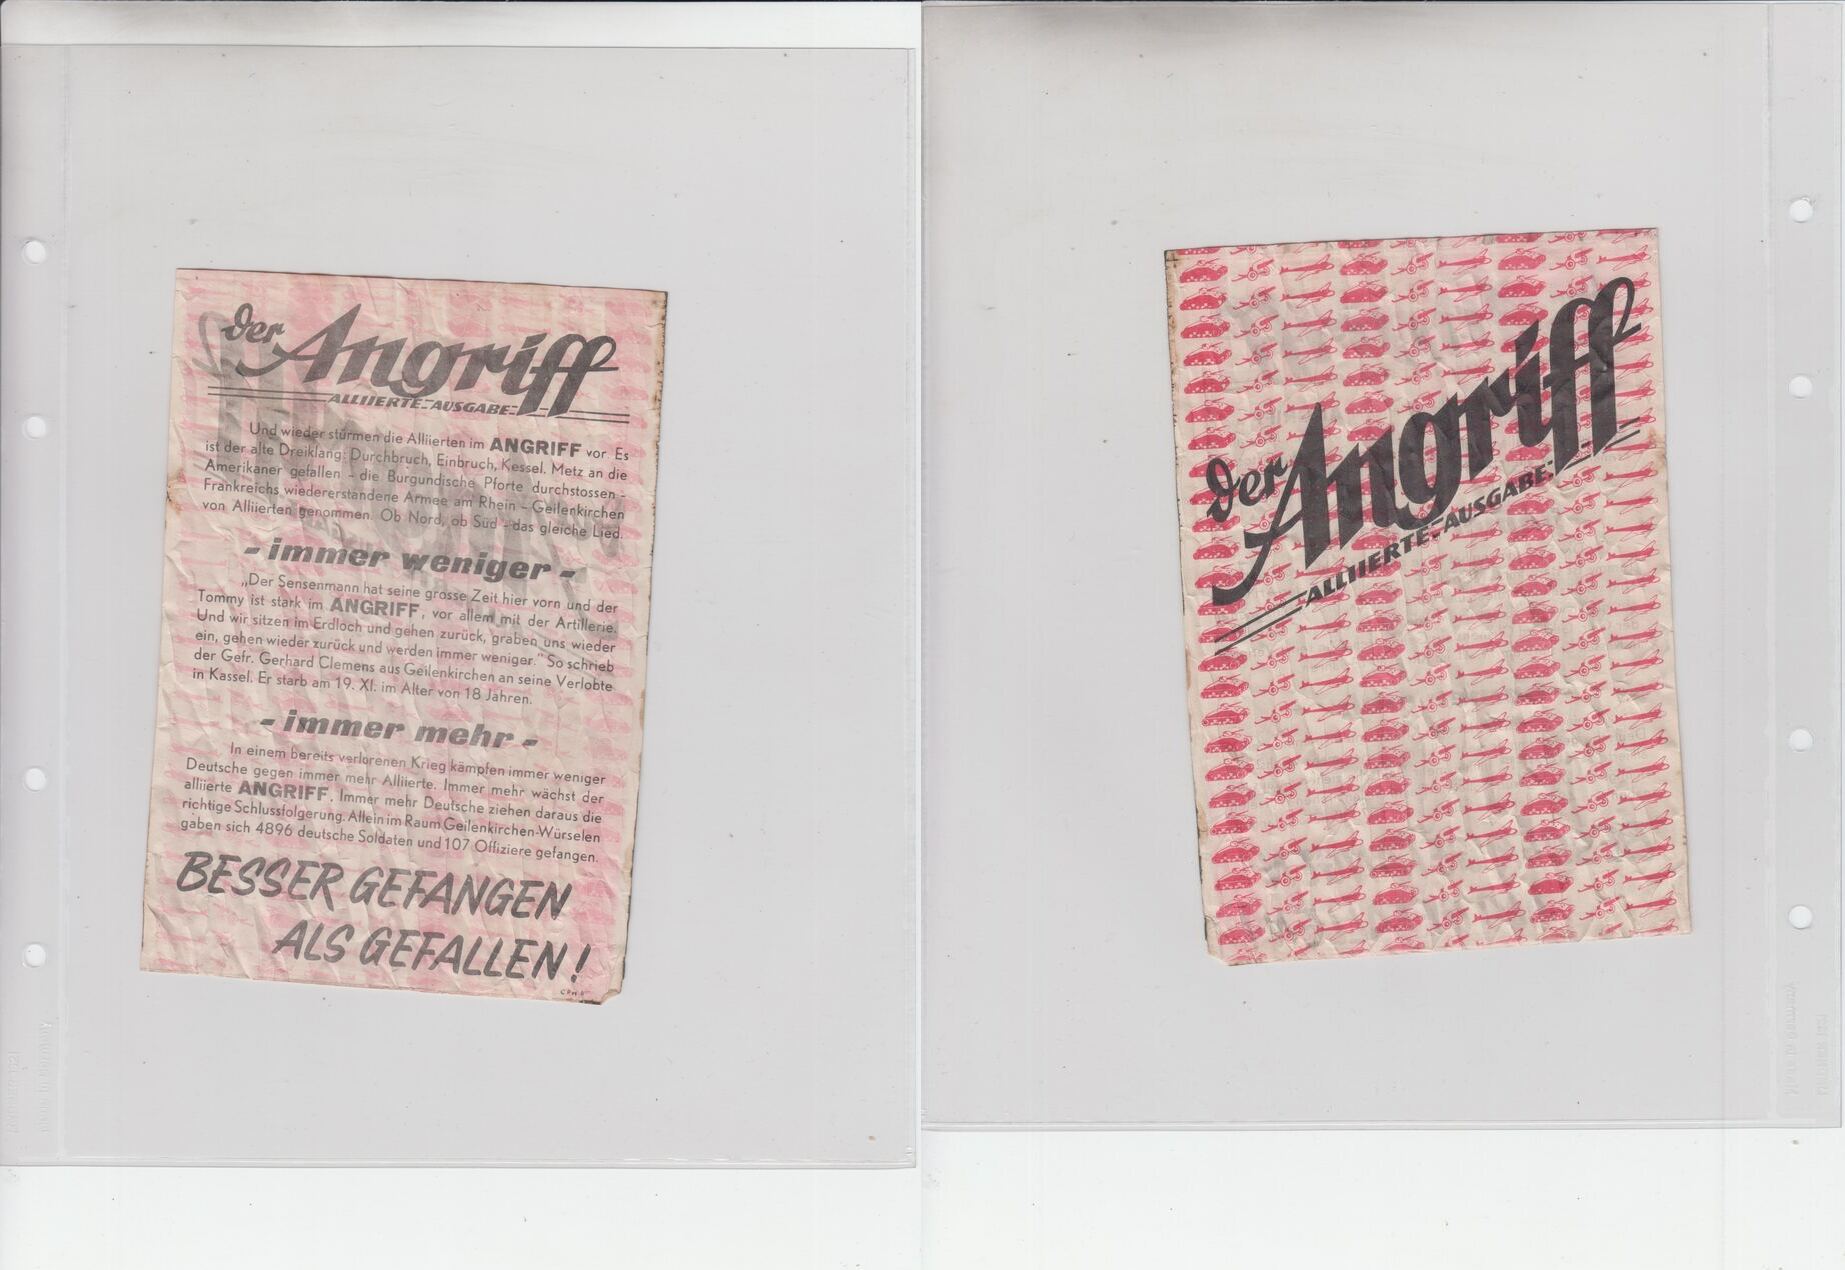 der Angriff
ALLIIERTE-AUSGABE
Und wieder stürmen die Alliierten im ANGRIFF vor. Es
ist der alte Dreiklang: Durchbruch, Einbruch, Kessel. Metz an die
Amerikaner gefallen – die Burgundische Pforte durchstossen –
Frankreichs wiedererstandene Armee am Rhein – Geilenkirchen
von Alliierten genommen. Ob Nord, ob Süd – das gleiche Lied.
- immer weniger -
„Der Sensenmann hat seine grosse Zeit hier vorn und der
Tommy ist stark im ANGRIFF, vor allem mit der Artillerie.
Und wir sitzen im Erdloch und gehen zurück, graben uns wieder
ein, gehen wieder zurück und werden immer weniger.“ So schrieb
der Gefr. Gerhard Clemens aus Geilenkirchen an seine Verlobte
in Kassel. Er starb am 19. XI. im Alter von 18 Jahren.
- immer mehr -
In einem bereits verlorenen Krieg kämpfen immer weniger
Deutsche gegen immer mehr Alliierte. Immer mehr wächst der
alliierte ANGRIFF. Immer mehr Deutsche ziehen daraus die
richtige Schlussfolgerung. Allein im Raum Geilenkirchen-Würselen
gaben sich 4896 deutsche Soldaten und 107 Offiziere gefangen.
BESSER GEFANGEN
ALS GEFALLEN!
der Angriff
ALLIIERTE-AUSGABE